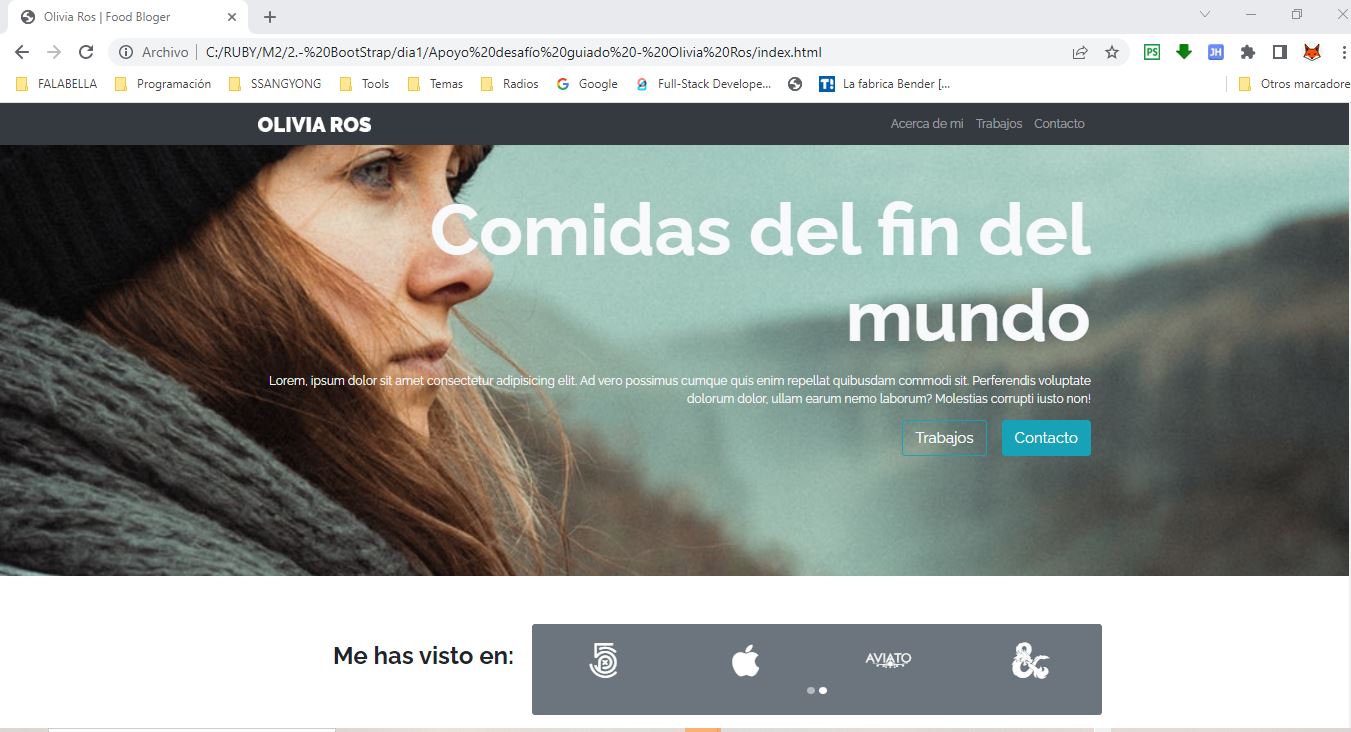 Olivia Ros | Food Bloger
Archivo | C:/RUBY/M2/2.-%20BootStrap/dia1/Apoyo%20desafío%20guiado%20-%20Olivia%20Ros/index.html
PS
JH
FALABELLA
Programación
SSANGYONG
Tools
Temas
Radios
Google
Full-Stack Develope...
T!
La fabrica Bender [...
Otros marcadore
OLIVIA ROS
Acerca de mi
Trabajos
Contacto
Comidas del fin del
mundo
Lorem, ipsum dolor sit amet consectetur adipisicing elit. Ad vero possimus cumque quis enim repellat quibusdam commodi sit. Perferendis voluptate
dolorum dolor, ullam earum nemo laborum? Molestias corrupti iusto non!
Trabajos
Contacto
Me has visto en:
5
AVIATO
&